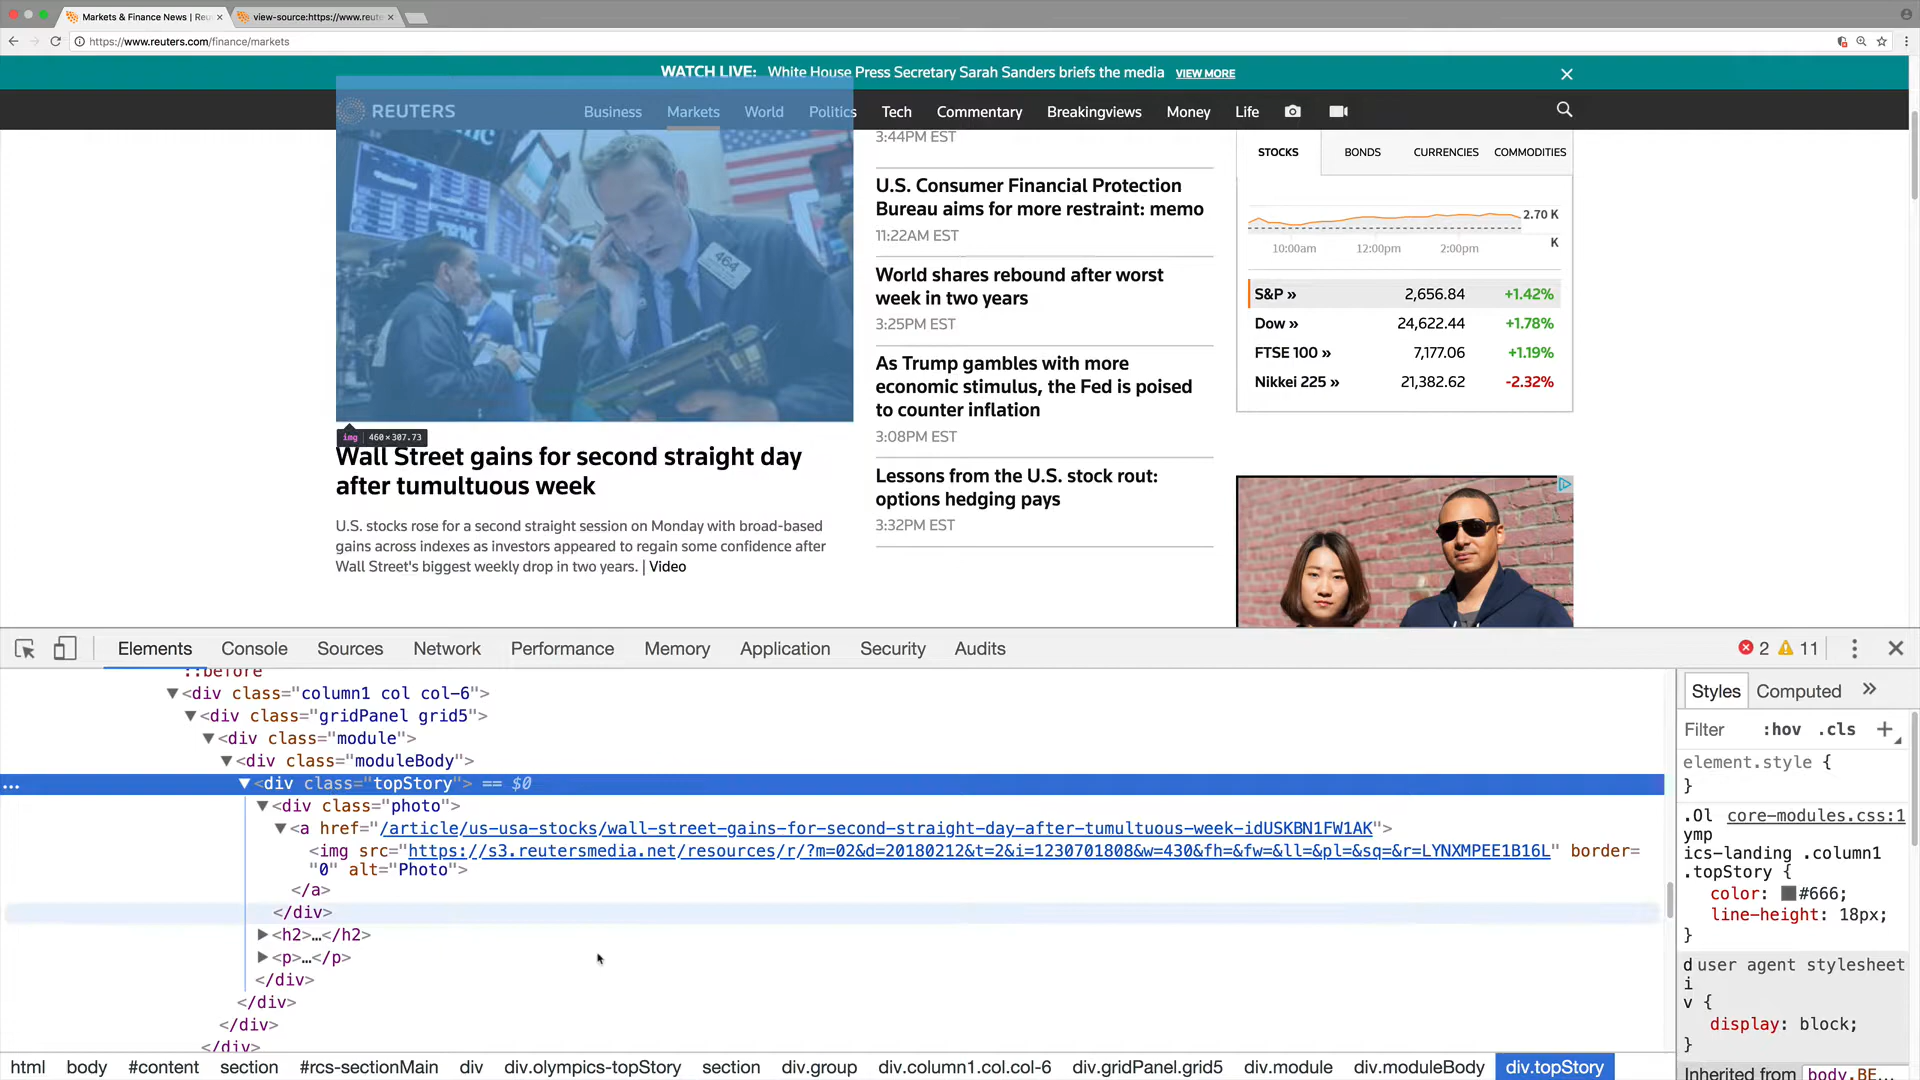 Markets & Finance News | Reu
view-source:https://www.reute
https://www.reuters.com/finance/markets
WATCH LIVE: White House Press Secretary Sarah Sanders briefs the media VIEW MORE
REUTERS
Business Markets World Politics Tech Commentary Breakingviews Money Life
3:44PM EST
U.S. Consumer Financial Protection
Bureau aims for more restraint: memo
11:22AM EST
World shares rebound after worst
week in two years
3:25PM EST
As Trump gambles with more
economic stimulus, the Fed is poised
to counter inflation
3:08PM EST
Lessons from the U.S. stock rout:
options hedging pays
3:32PM EST
STOCKS BONDS CURRENCIES COMMODITIES
2.70 K
K
10:00am 12:00pm 2:00pm
S&P » 2,656.84 +1.42%
Dow » 24,622.44 +1.78%
FTSE 100 » 7,177.06 +1.19%
Nikkei 225 » 21,382.62 -2.32%
464
IBM
img 460×307.73
Wall Street gains for second straight day
after tumultuous week
U.S. stocks rose for a second straight session on Monday with broad-based
gains across indexes as investors appeared to regain some confidence after
Wall Street's biggest weekly drop in two years. | Video
Elements Console Sources Network Performance Memory Application Security Audits
2 11
::before
<div class="column1 col col-6">
<div class="gridPanel grid5">
<div class="module">
<div class="moduleBody">
... <div class="topStory"> == $0
<div class="photo">
<a href="/article/us-usa-stocks/wall-street-gains-for-second-straight-day-after-tumultuous-week-idUSKBN1FW1AK">
<img src="https://s3.reutersmedia.net/resources/r/?m=02&d=20180212&t=2&i=1230701808&w=430&fh=&fw=&ll=&pl=&sq=&r=LYNXMPEE1B16L" border=
"0" alt="Photo">
</a>
</div>
<h2>…</h2>
<p>…</p>
</div>
</div>
</div>
</div>
html body #content section #rcs-sectionMain div div.olympics-topStory section div.group div.column1.col.col-6 div.gridPanel.grid5 div.module div.moduleBody div.topStory
Styles Computed »
Filter :hov .cls +
element.style {
}
.Ol core-modules.css:1
ymp
ics-landing .column1
.topStory {
color: #666;
line-height: 18px;
}
d user agent stylesheet
i
v {
display: block;
}
Inherited from body.BE…